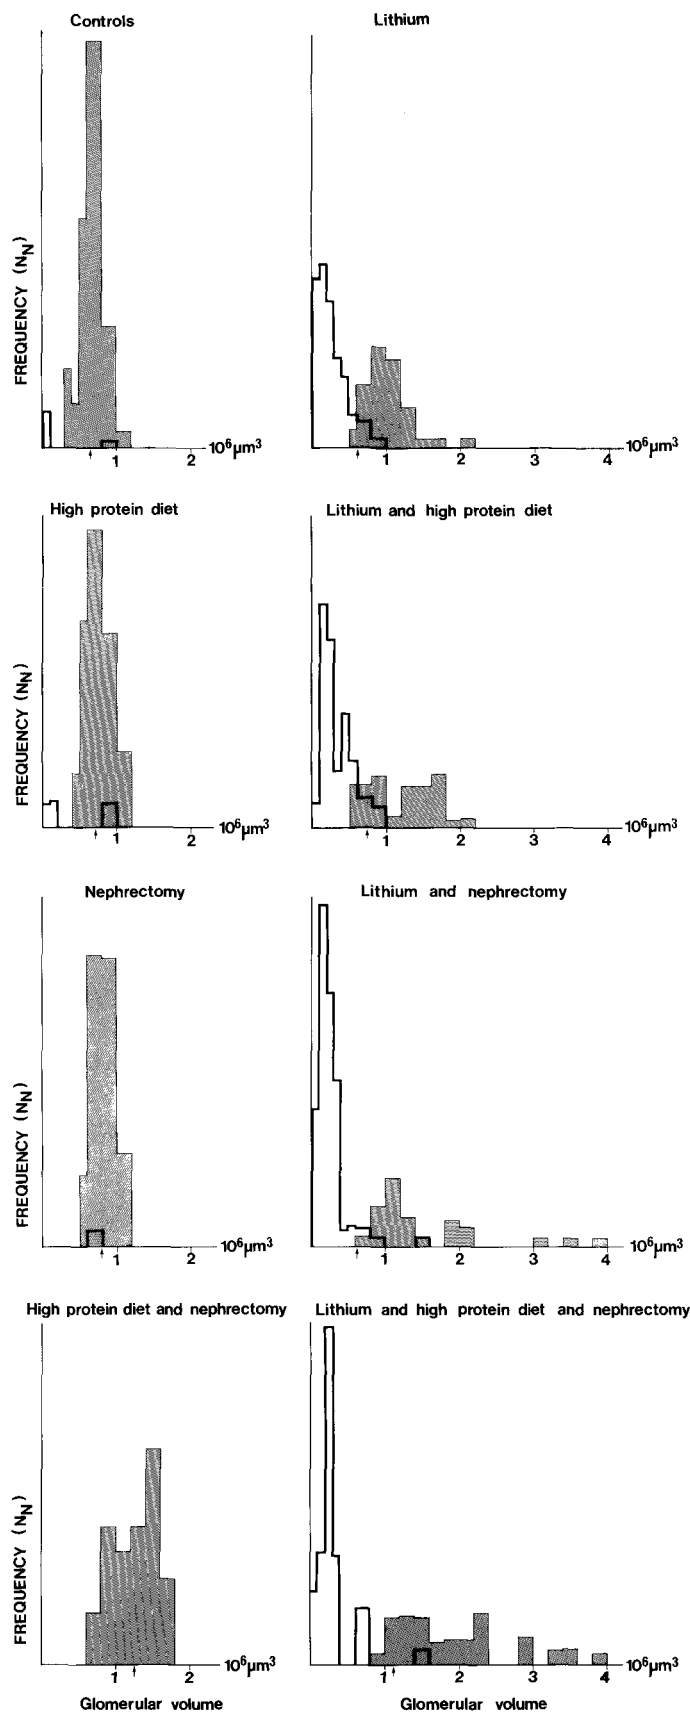 Controls
FREQUENCY (NN)
1 2 10⁶µm³
Lithium
1 2 3 4 10⁶µm³
High protein diet
FREQUENCY (NN)
1 2 10⁶µm³
Lithium and high protein diet
1 2 3 4 10⁶µm³
Nephrectomy
FREQUENCY (NN)
1 2 10⁶µm³
Lithium and nephrectomy
1 2 3 4 10⁶µm³
High protein diet and nephrectomy
FREQUENCY (NN)
1 2 10⁶µm³
Glomerular volume
Lithium and high protein diet and nephrectomy
1 2 3 4 10⁶µm³
Glomerular volume